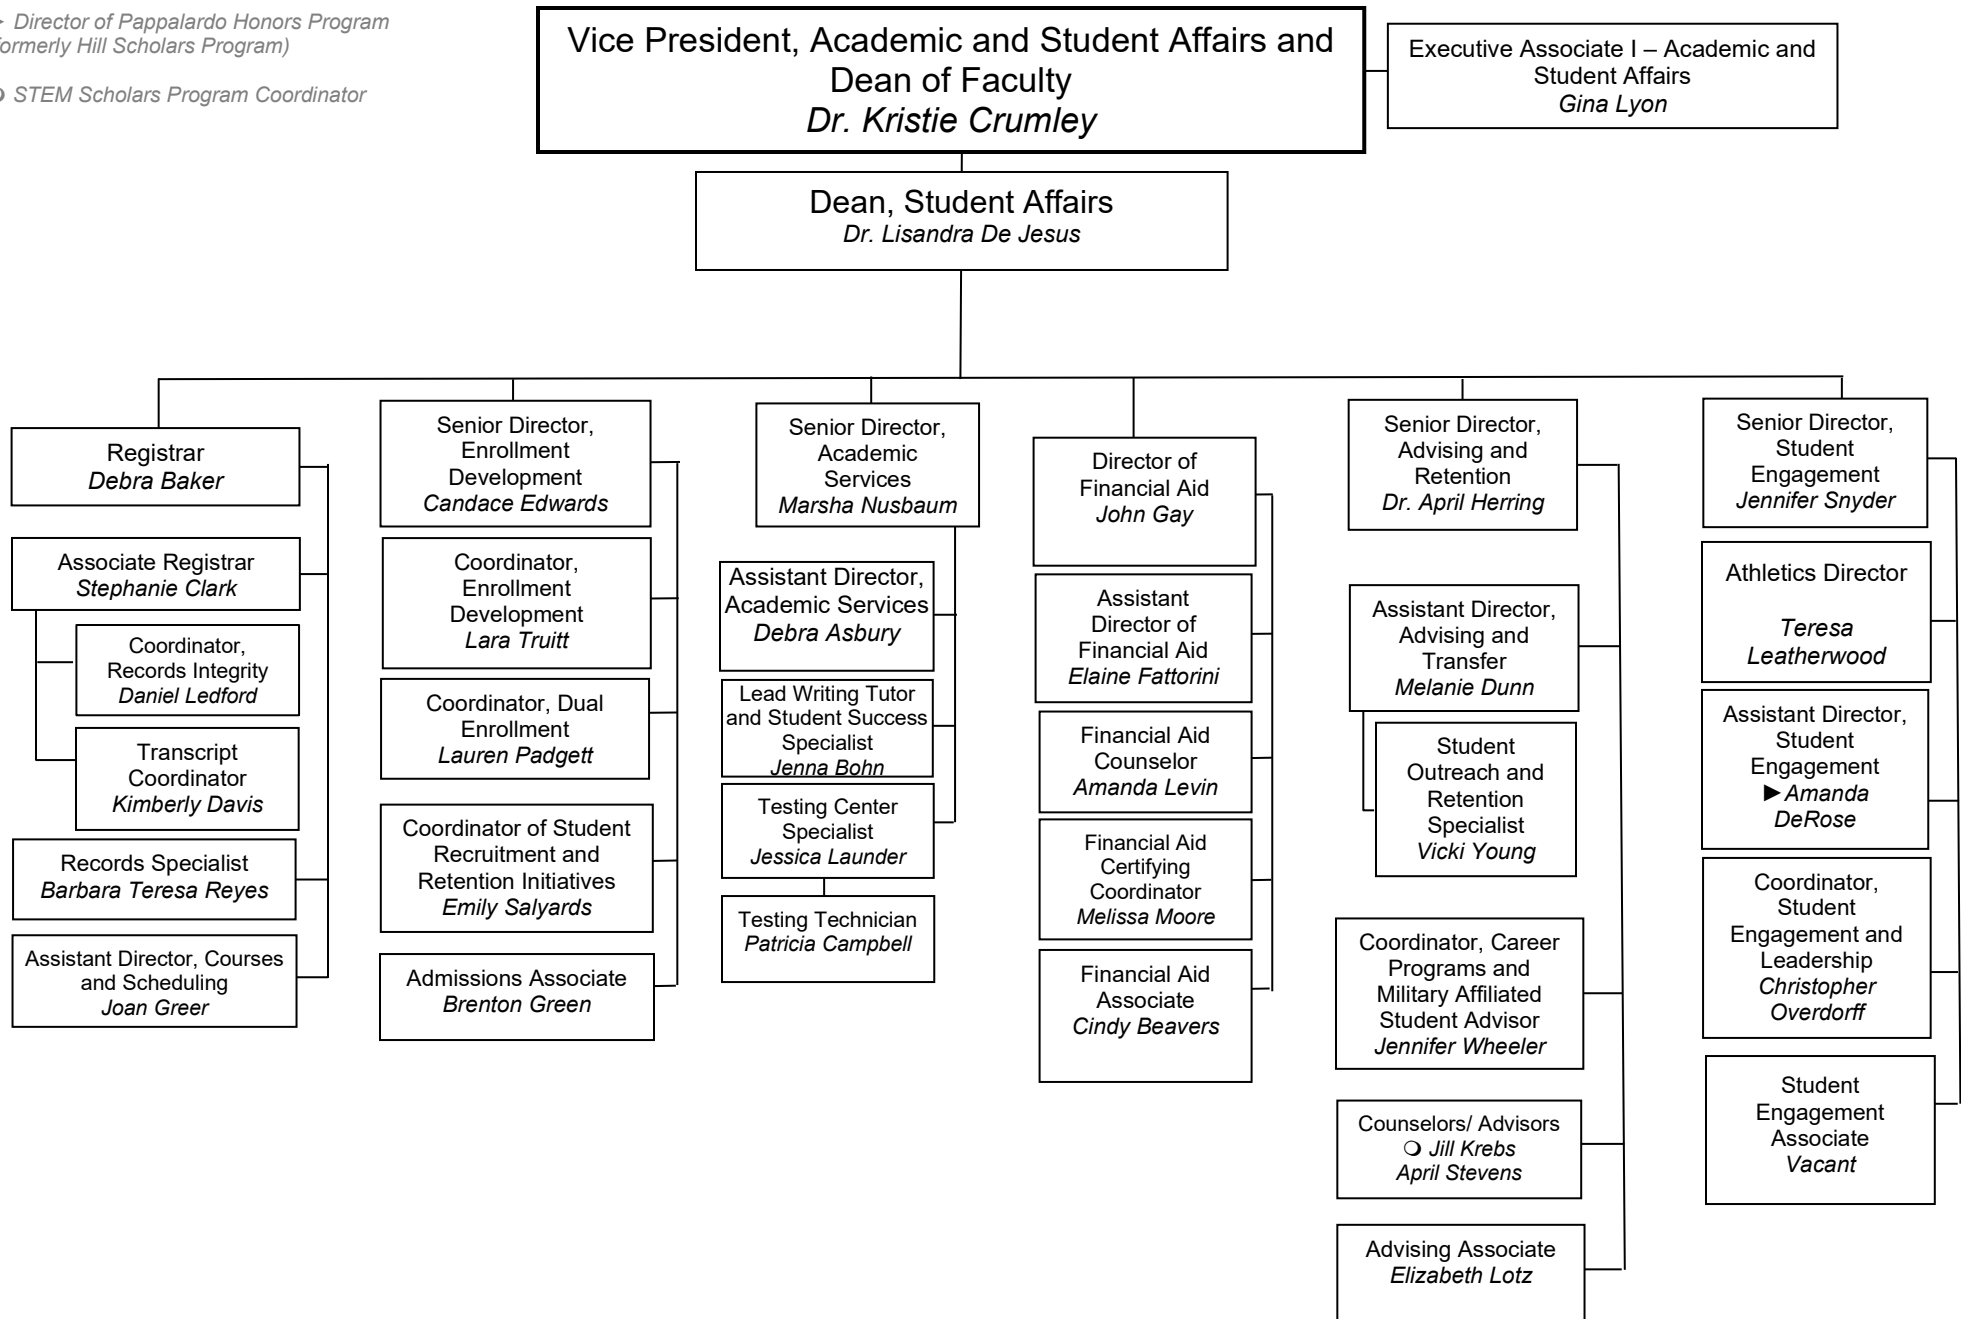 ► Director of Pappalardo Honors Program
formerly Hill Scholars Program)
❍ STEM Scholars Program Coordinator
Vice President, Academic and Student Affairs and
Dean of Faculty
Dr. Kristie Crumley
Executive Associate I – Academic and
Student Affairs
Gina Lyon
Dean, Student Affairs
Dr. Lisandra De Jesus
Registrar
Debra Baker
Associate Registrar
Stephanie Clark
Coordinator,
Records Integrity
Daniel Ledford
Transcript
Coordinator
Kimberly Davis
Records Specialist
Barbara Teresa Reyes
Assistant Director, Courses
and Scheduling
Joan Greer
Senior Director,
Enrollment
Development
Candace Edwards
Coordinator,
Enrollment
Development
Lara Truitt
Coordinator, Dual
Enrollment
Lauren Padgett
Coordinator of Student
Recruitment and
Retention Initiatives
Emily Salyards
Admissions Associate
Brenton Green
Senior Director,
Academic
Services
Marsha Nusbaum
Assistant Director,
Academic Services
Debra Asbury
Lead Writing Tutor
and Student Success
Specialist
Jenna Bohn
Testing Center
Specialist
Jessica Launder
Testing Technician
Patricia Campbell
Director of
Financial Aid
John Gay
Assistant
Director of
Financial Aid
Elaine Fattorini
Financial Aid
Counselor
Amanda Levin
Financial Aid
Certifying
Coordinator
Melissa Moore
Financial Aid
Associate
Cindy Beavers
Senior Director,
Advising and
Retention
Dr. April Herring
Assistant Director,
Advising and
Transfer
Melanie Dunn
Student
Outreach and
Retention
Specialist
Vicki Young
Coordinator, Career
Programs and
Military Affiliated
Student Advisor
Jennifer Wheeler
Counselors/ Advisors
❍ Jill Krebs
April Stevens
Advising Associate
Elizabeth Lotz
Senior Director,
Student
Engagement
Jennifer Snyder
Athletics Director
Teresa
Leatherwood
Assistant Director,
Student
Engagement
►Amanda
DeRose
Coordinator,
Student
Engagement and
Leadership
Christopher
Overdorff
Student
Engagement
Associate
Vacant